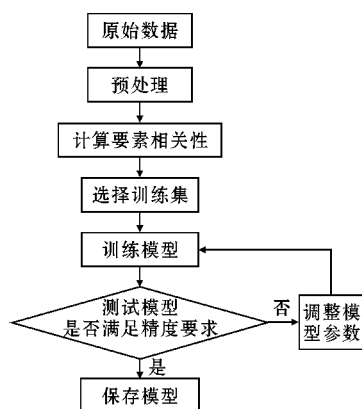 原始数据
预处理
计算要素相关性
选择训练集
训练模型
测试模型
是否满足精度要求
否
调整模
型参数
是
保存模型